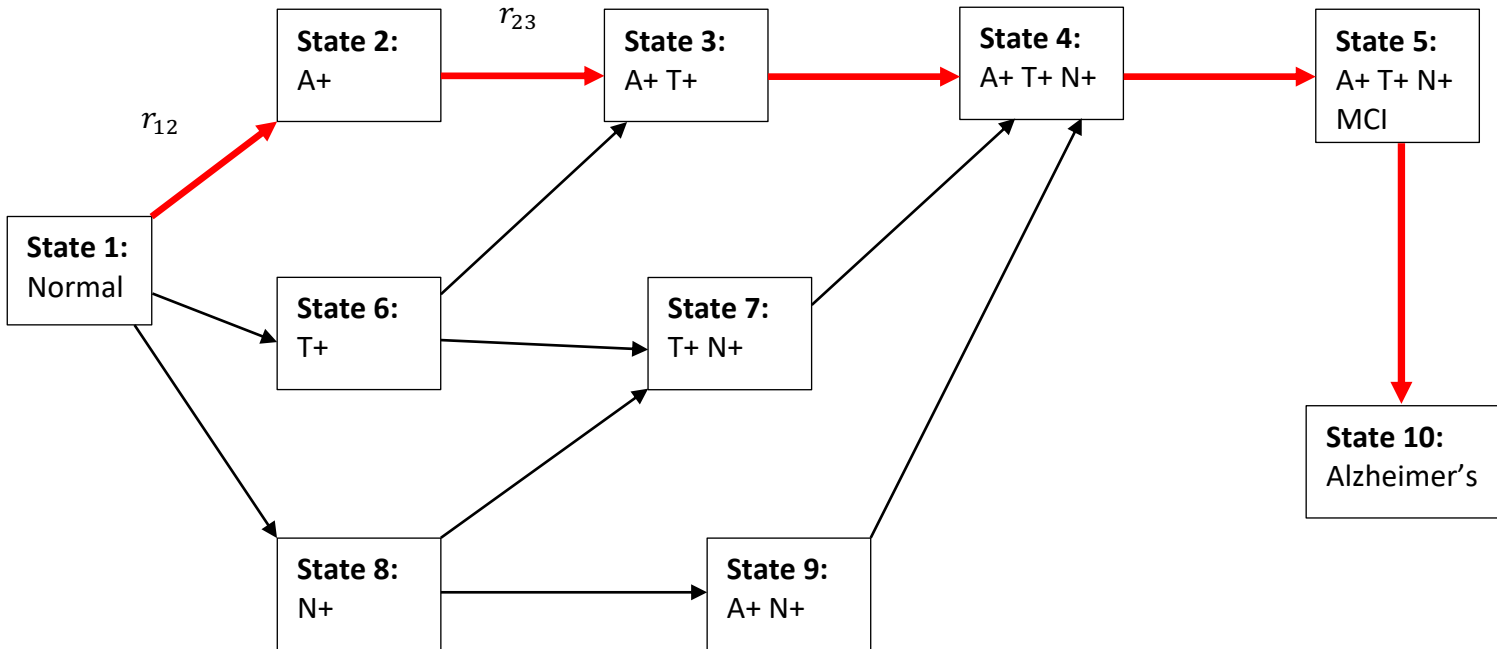 r₁₂
r₂₃
State 1:
Normal
State 2:
A+
State 3:
A+ T+
State 4:
A+ T+ N+
State 5:
A+ T+ N+
MCI
State 6:
T+
State 7:
T+ N+
State 8:
N+
State 9:
A+ N+
State 10:
Alzheimer’s